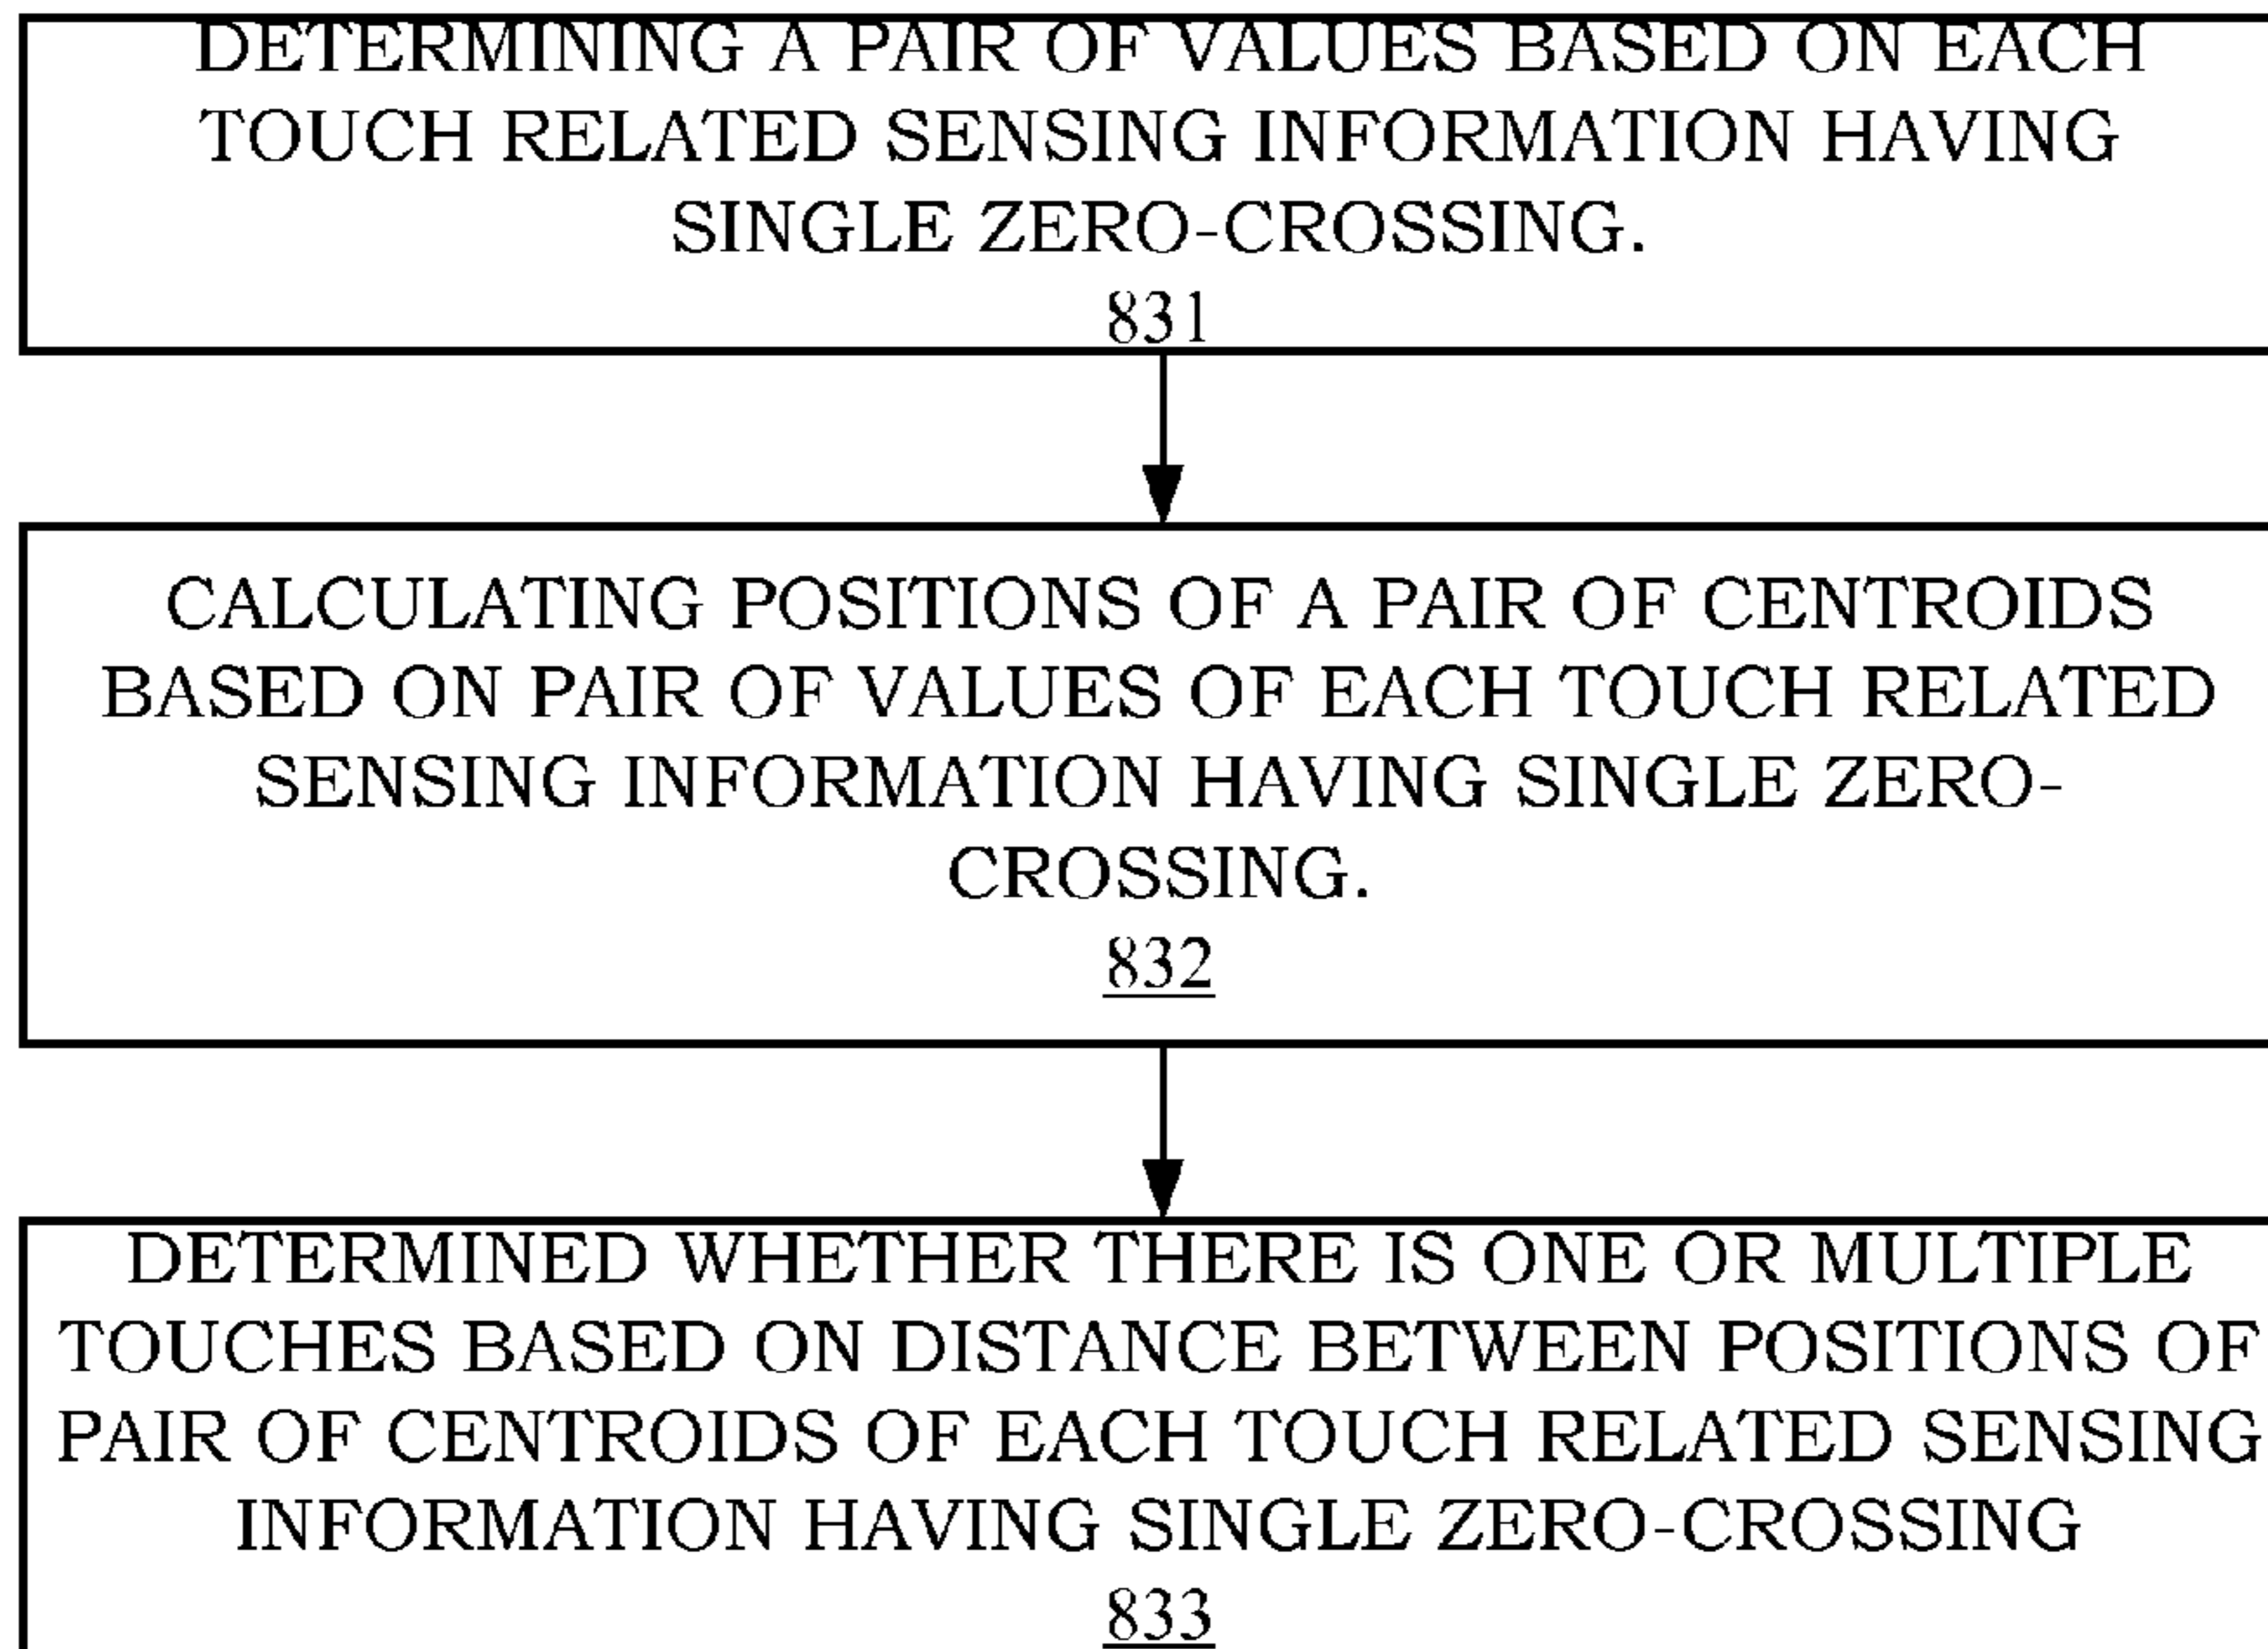 DETERMINING A PAIR OF VALUES BASED ON EACH
TOUCH RELATED SENSING INFORMATION HAVING
SINGLE ZERO-CROSSING.
831
CALCULATING POSITIONS OF A PAIR OF CENTROIDS
BASED ON PAIR OF VALUES OF EACH TOUCH RELATED
SENSING INFORMATION HAVING SINGLE ZERO-
CROSSING.
832
DETERMINED WHETHER THERE IS ONE OR MULTIPLE
TOUCHES BASED ON DISTANCE BETWEEN POSITIONS OF
PAIR OF CENTROIDS OF EACH TOUCH RELATED SENSING
INFORMATION HAVING SINGLE ZERO-CROSSING
833